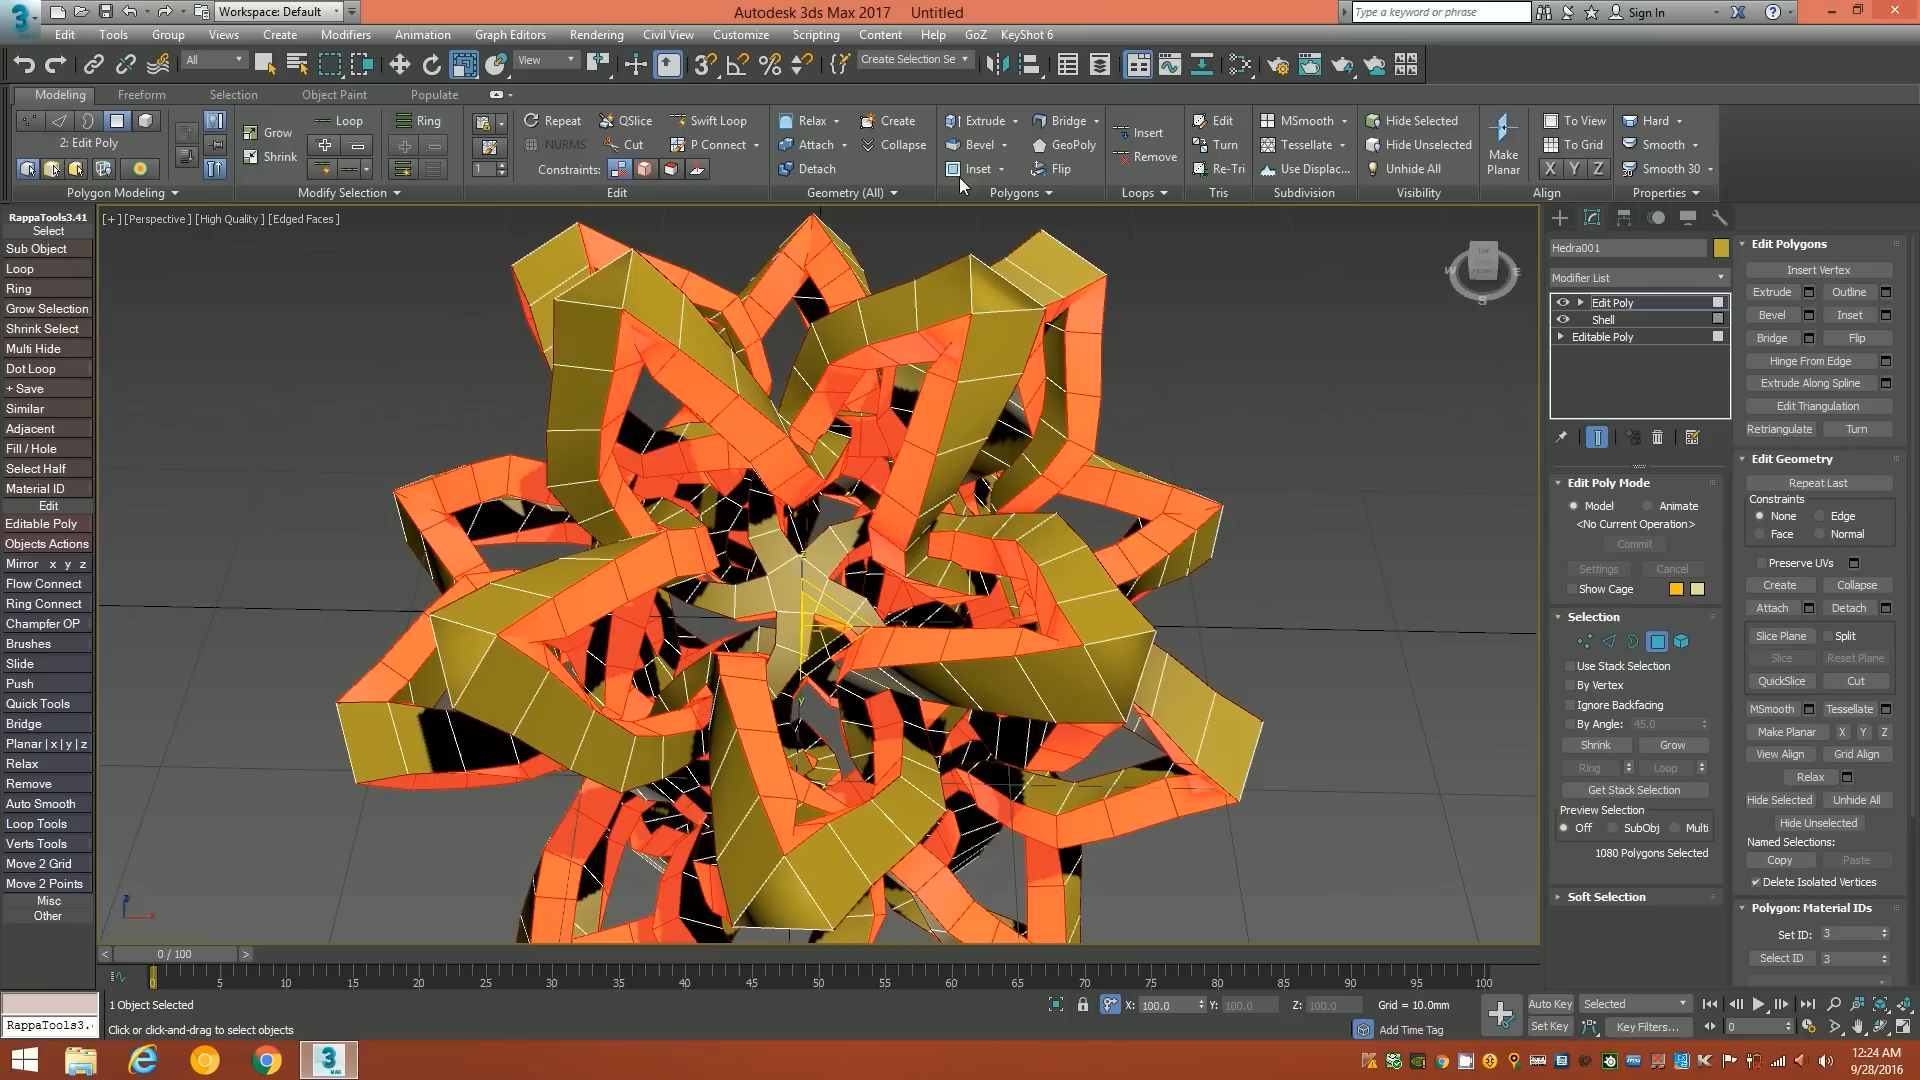 Workspace: Default
Autodesk 3ds Max 2017 Untitled
Type a keyword or phrase
Sign In
Edit Tools Group Views Create Modifiers Animation Graph Editors Rendering Civil View Customize Scripting Content Help GoZ KeyShot 6
All View Create Selection Se
Modeling Freeform Selection Object Paint Populate
2: Edit Poly
Polygon Modeling
Grow
Shrink
Loop
Ring
Modify Selection
Repeat QSlice Swift Loop
NURMS Cut P Connect
Constraints:
Edit
Relax Create
Attach Collapse
Detach
Geometry (All)
Extrude Bridge
Bevel GeoPoly
Inset Flip
Polygons
Insert
Remove
Loops
Edit
Turn
Re-Tri
Tris
MSmooth
Tessellate
Use Displac...
Subdivision
Hide Selected
Hide Unselected
Unhide All
Visibility
Make
Planar
To View
To Grid
X Y Z
Align
Hard
Smooth
Smooth 30
Properties
RappaTools3.41
Select
Sub Object
Loop
Ring
Grow Selection
Shrink Select
Multi Hide
Dot Loop
+ Save
Similar
Adjacent
Fill / Hole
Select Half
Material ID
Edit
Editable Poly
Objects Actions
Mirror x y z
Flow Connect
Ring Connect
Champfer OP
Brushes
Slide
Push
Quick Tools
Bridge
Planar | x | y | z
Relax
Remove
Auto Smooth
Loop Tools
Verts Tools
Move 2 Grid
Move 2 Points
Misc
Other
[+] [Perspective] [High Quality] [Edged Faces]
Hedra001
Modifier List
Edit Poly
Shell
Editable Poly
Edit Poly Mode
Model Animate
<No Current Operation>
Commit
Settings Cancel
Show Cage
Selection
Use Stack Selection
By Vertex
Ignore Backfacing
By Angle: 45.0
Shrink Grow
Ring Loop
Get Stack Selection
Preview Selection
Off SubObj Multi
1080 Polygons Selected
Soft Selection
Edit Polygons
Insert Vertex
Extrude Outline
Bevel Inset
Bridge Flip
Hinge From Edge
Extrude Along Spline
Edit Triangulation
Retriangulate Turn
Edit Geometry
Repeat Last
Constraints
None Edge
Face Normal
Preserve UVs
Create Collapse
Attach Detach
Slice Plane Split
Slice Reset Plane
QuickSlice Cut
MSmooth Tessellate
Make Planar X Y Z
View Align Grid Align
Relax
Hide Selected Unhide All
Hide Unselected
Named Selections:
Copy Paste
Delete Isolated Vertices
Polygon: Material IDs
Set ID: 3
Select ID 3
< 0 / 100 >
0 5 10 15 20 25 30 35 40 45 50 55 60 65 70 75 80 85 90 95 100
1 Object Selected
X: 100.0 Y: 100.0 Z: 100.0 Grid = 10.0mm
Auto Key Selected
RappaTools3.
Click or click-and-drag to select objects
Add Time Tag
Set Key Key Filters... 0
12:24 AM
9/28/2016